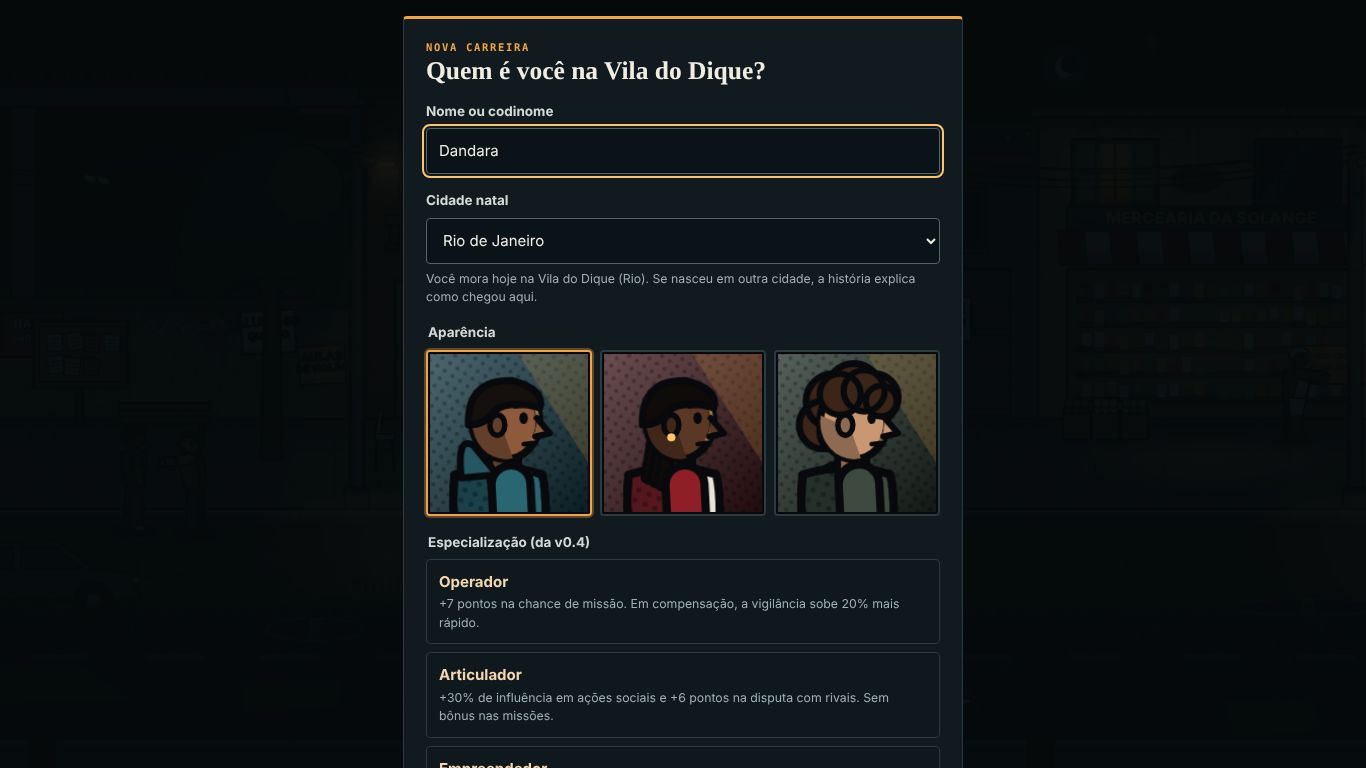 NOVA CARREIRA
Quem é você na Vila do Dique?
Nome ou codinome
Dandara
Cidade natal
Rio de Janeiro
Você mora hoje na Vila do Dique (Rio). Se nasceu em outra cidade, a história explica
como chegou aqui.
MERCEARIA DA SOLANGE
Aparência
Especialização (da v0.4)
Operador
+7 pontos na chance de missão. Em compensação, a vigilância sobe 20% mais
rápido.
Articulador
+30% de influência em ações sociais e +6 pontos na disputa com rivais. Sem
bônus nas missões.
Empreendedor